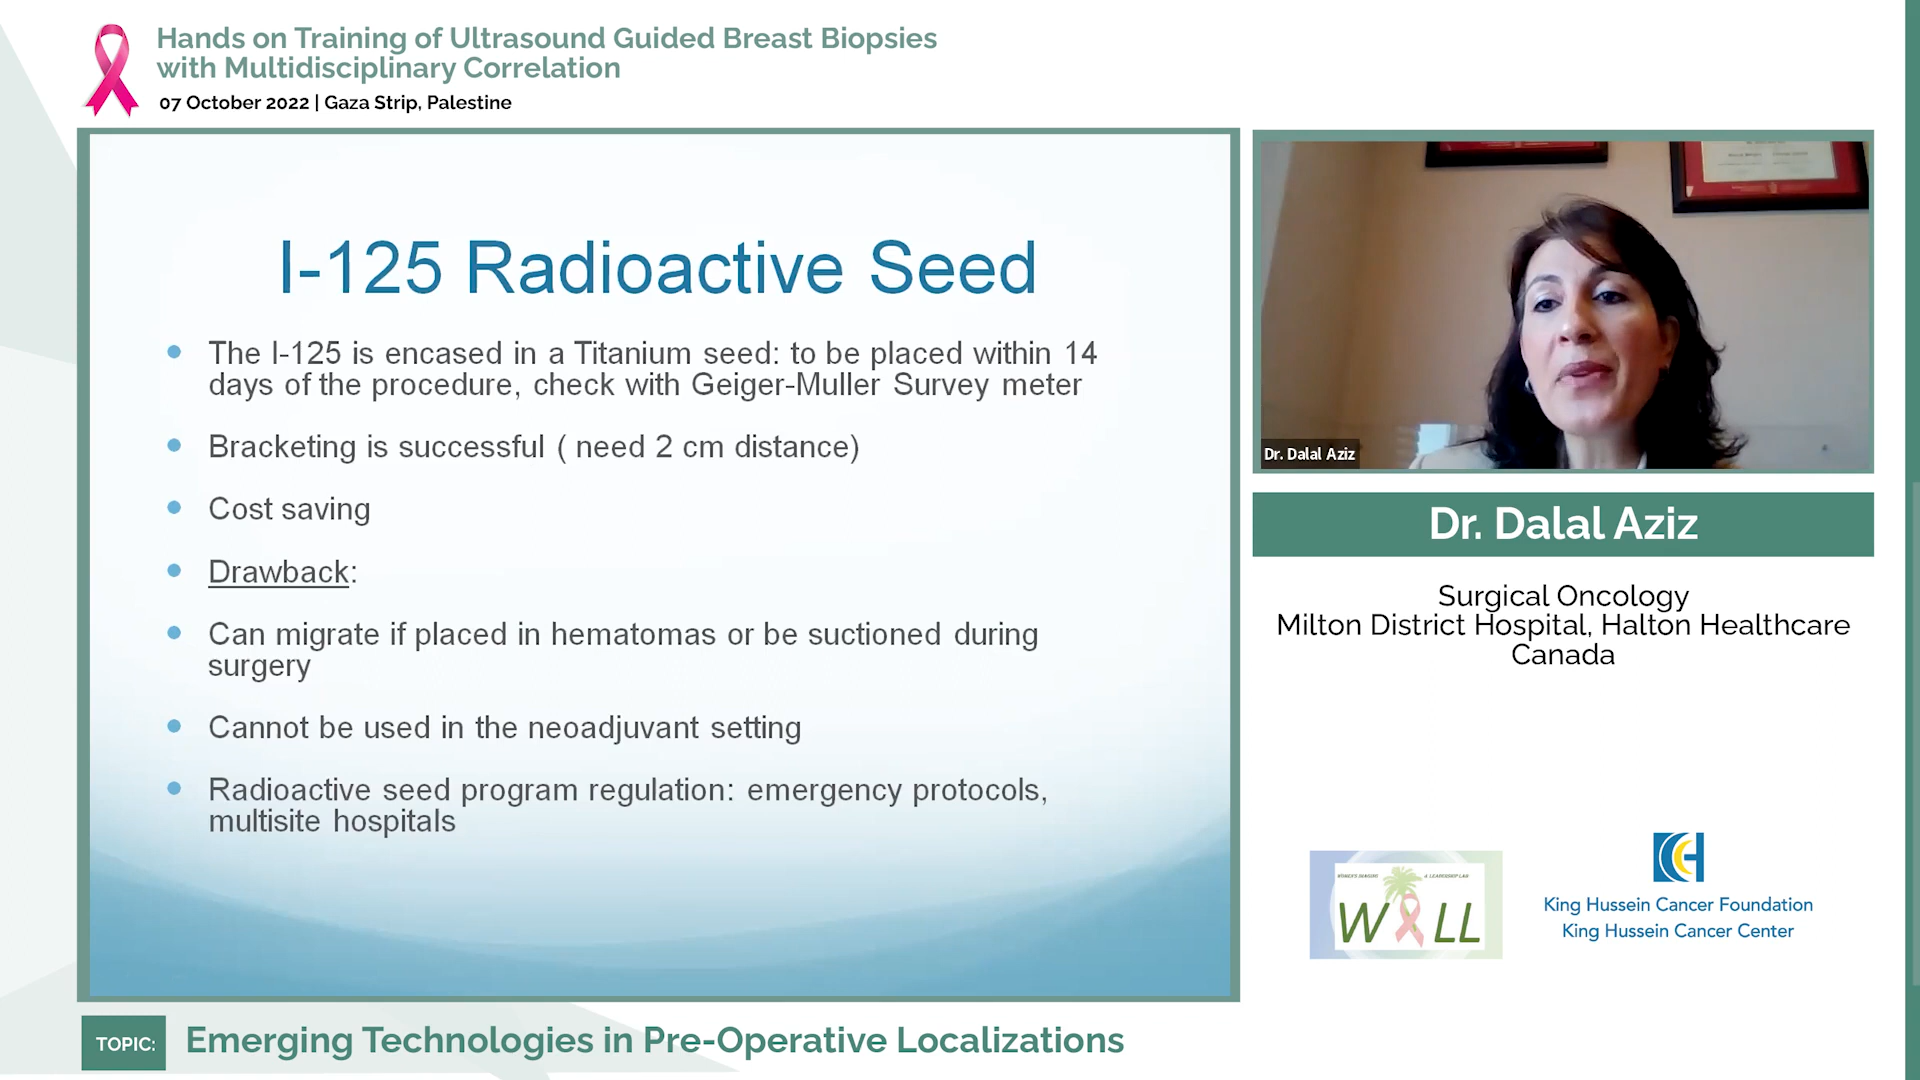 Hands on Training of Ultrasound Guided Breast Biopsies
with Multidisciplinary Correlation
07 October 2022 | Gaza Strip, Palestine
I-125 Radioactive Seed
The I-125 is encased in a Titanium seed: to be placed within 14
days of the procedure, check with Geiger-Muller Survey meter
Bracketing is successful ( need 2 cm distance)
Cost saving
Drawback:
Can migrate if placed in hematomas or be suctioned during
surgery
Cannot be used in the neoadjuvant setting
Radioactive seed program regulation: emergency protocols,
multisite hospitals
Dr. Dalal Aziz
Dr. Dalal Aziz
Surgical Oncology
Milton District Hospital, Halton Healthcare
Canada
W LL
King Hussein Cancer Foundation
King Hussein Cancer Center
TOPIC:
Emerging Technologies in Pre-Operative Localizations